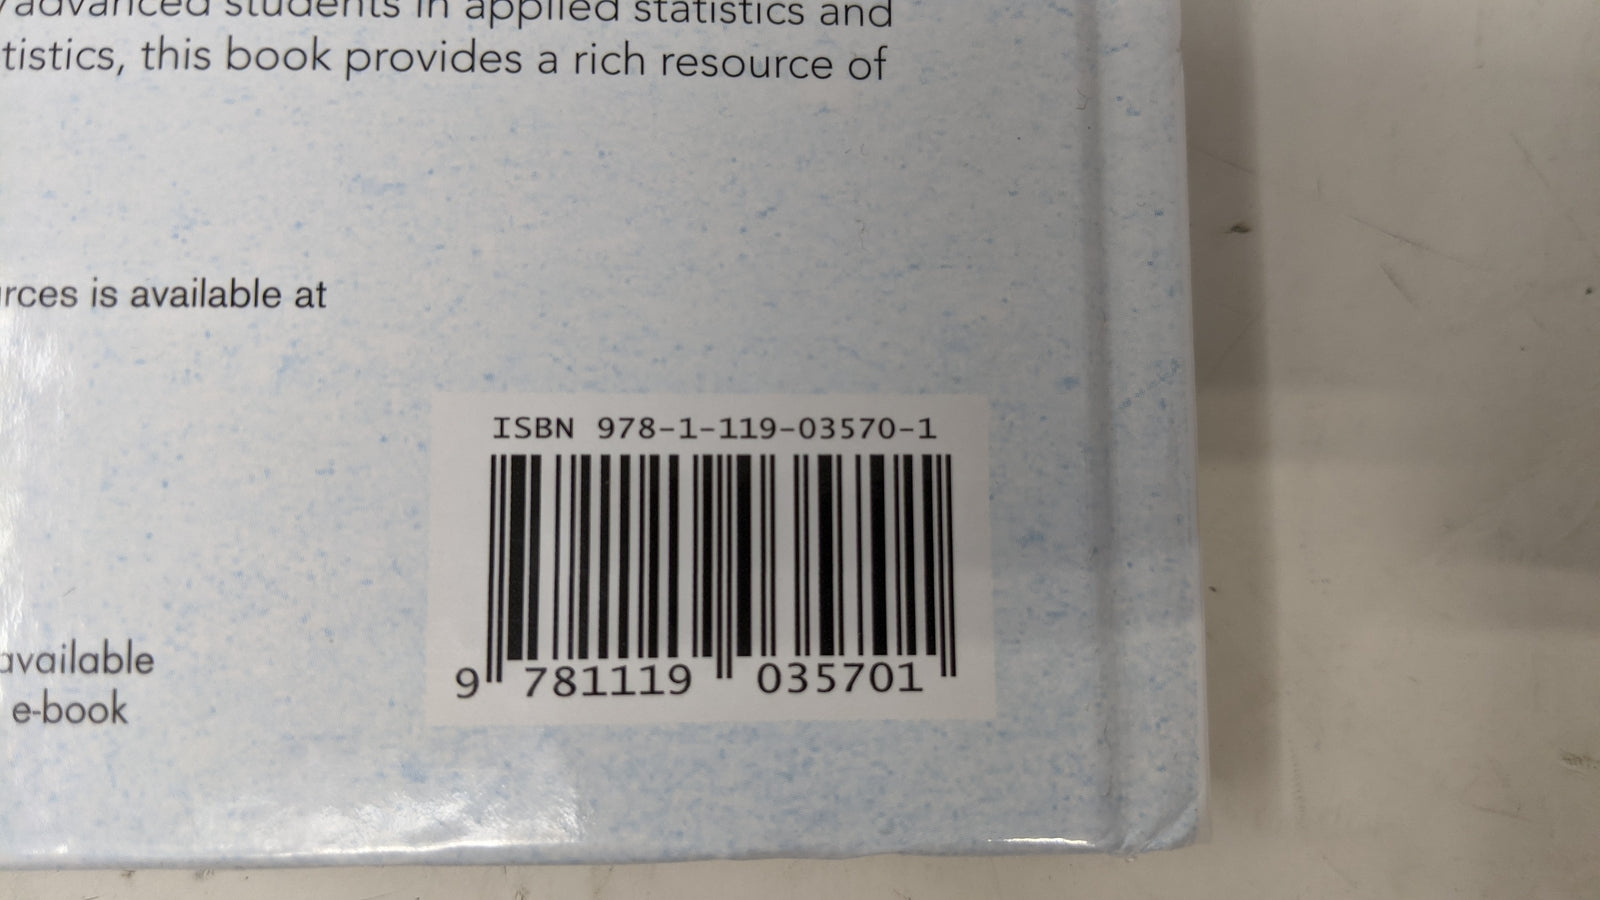 advanced students in applied statistics and
tistics, this book provides a rich resource of
rces is available at
ISBN 978-1-119-03570-1
9 781119 035701
available
e-book